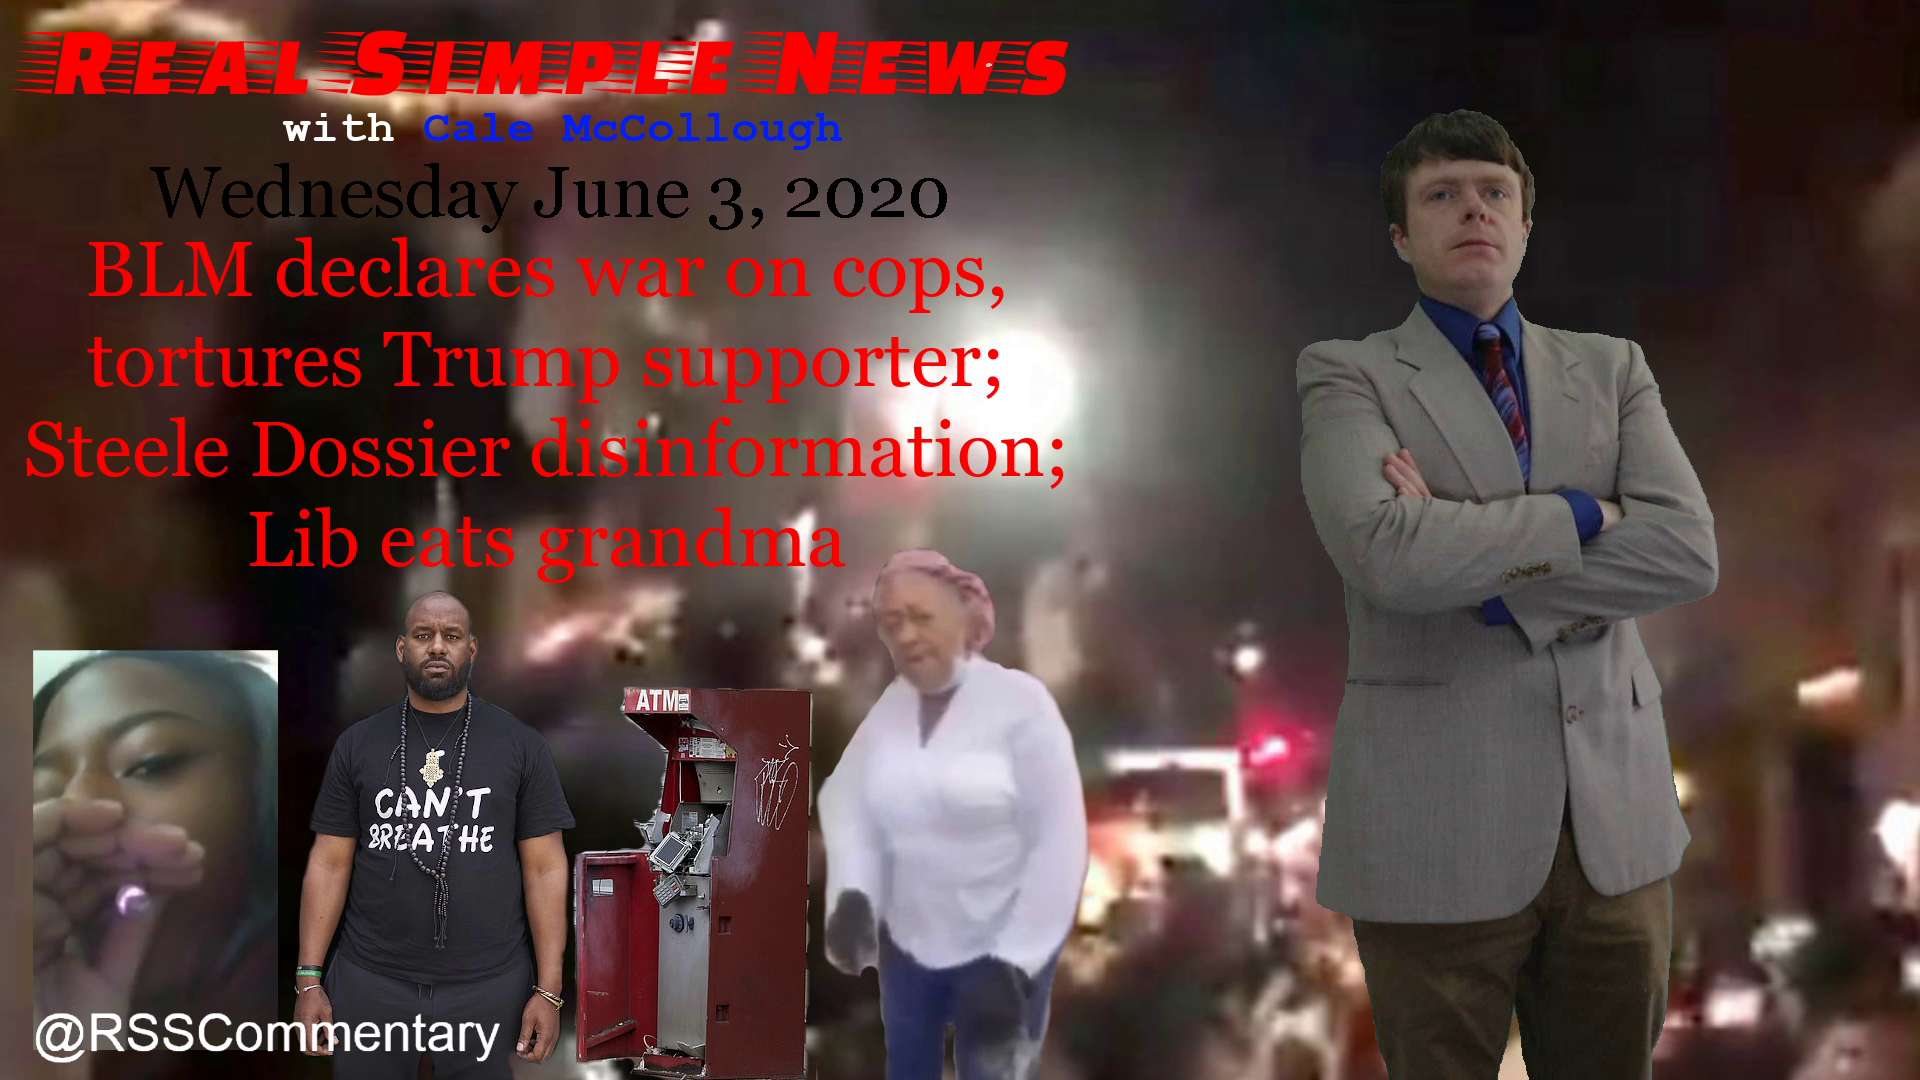 Real Simple News
with Cale McCollough
Wednesday June 3, 2020
BLM declares war on cops,
tortures Trump supporter;
Steele Dossier disinformation;
Lib eats grandma
ATM
CAN'T
BREATHE
@RSSCommentary